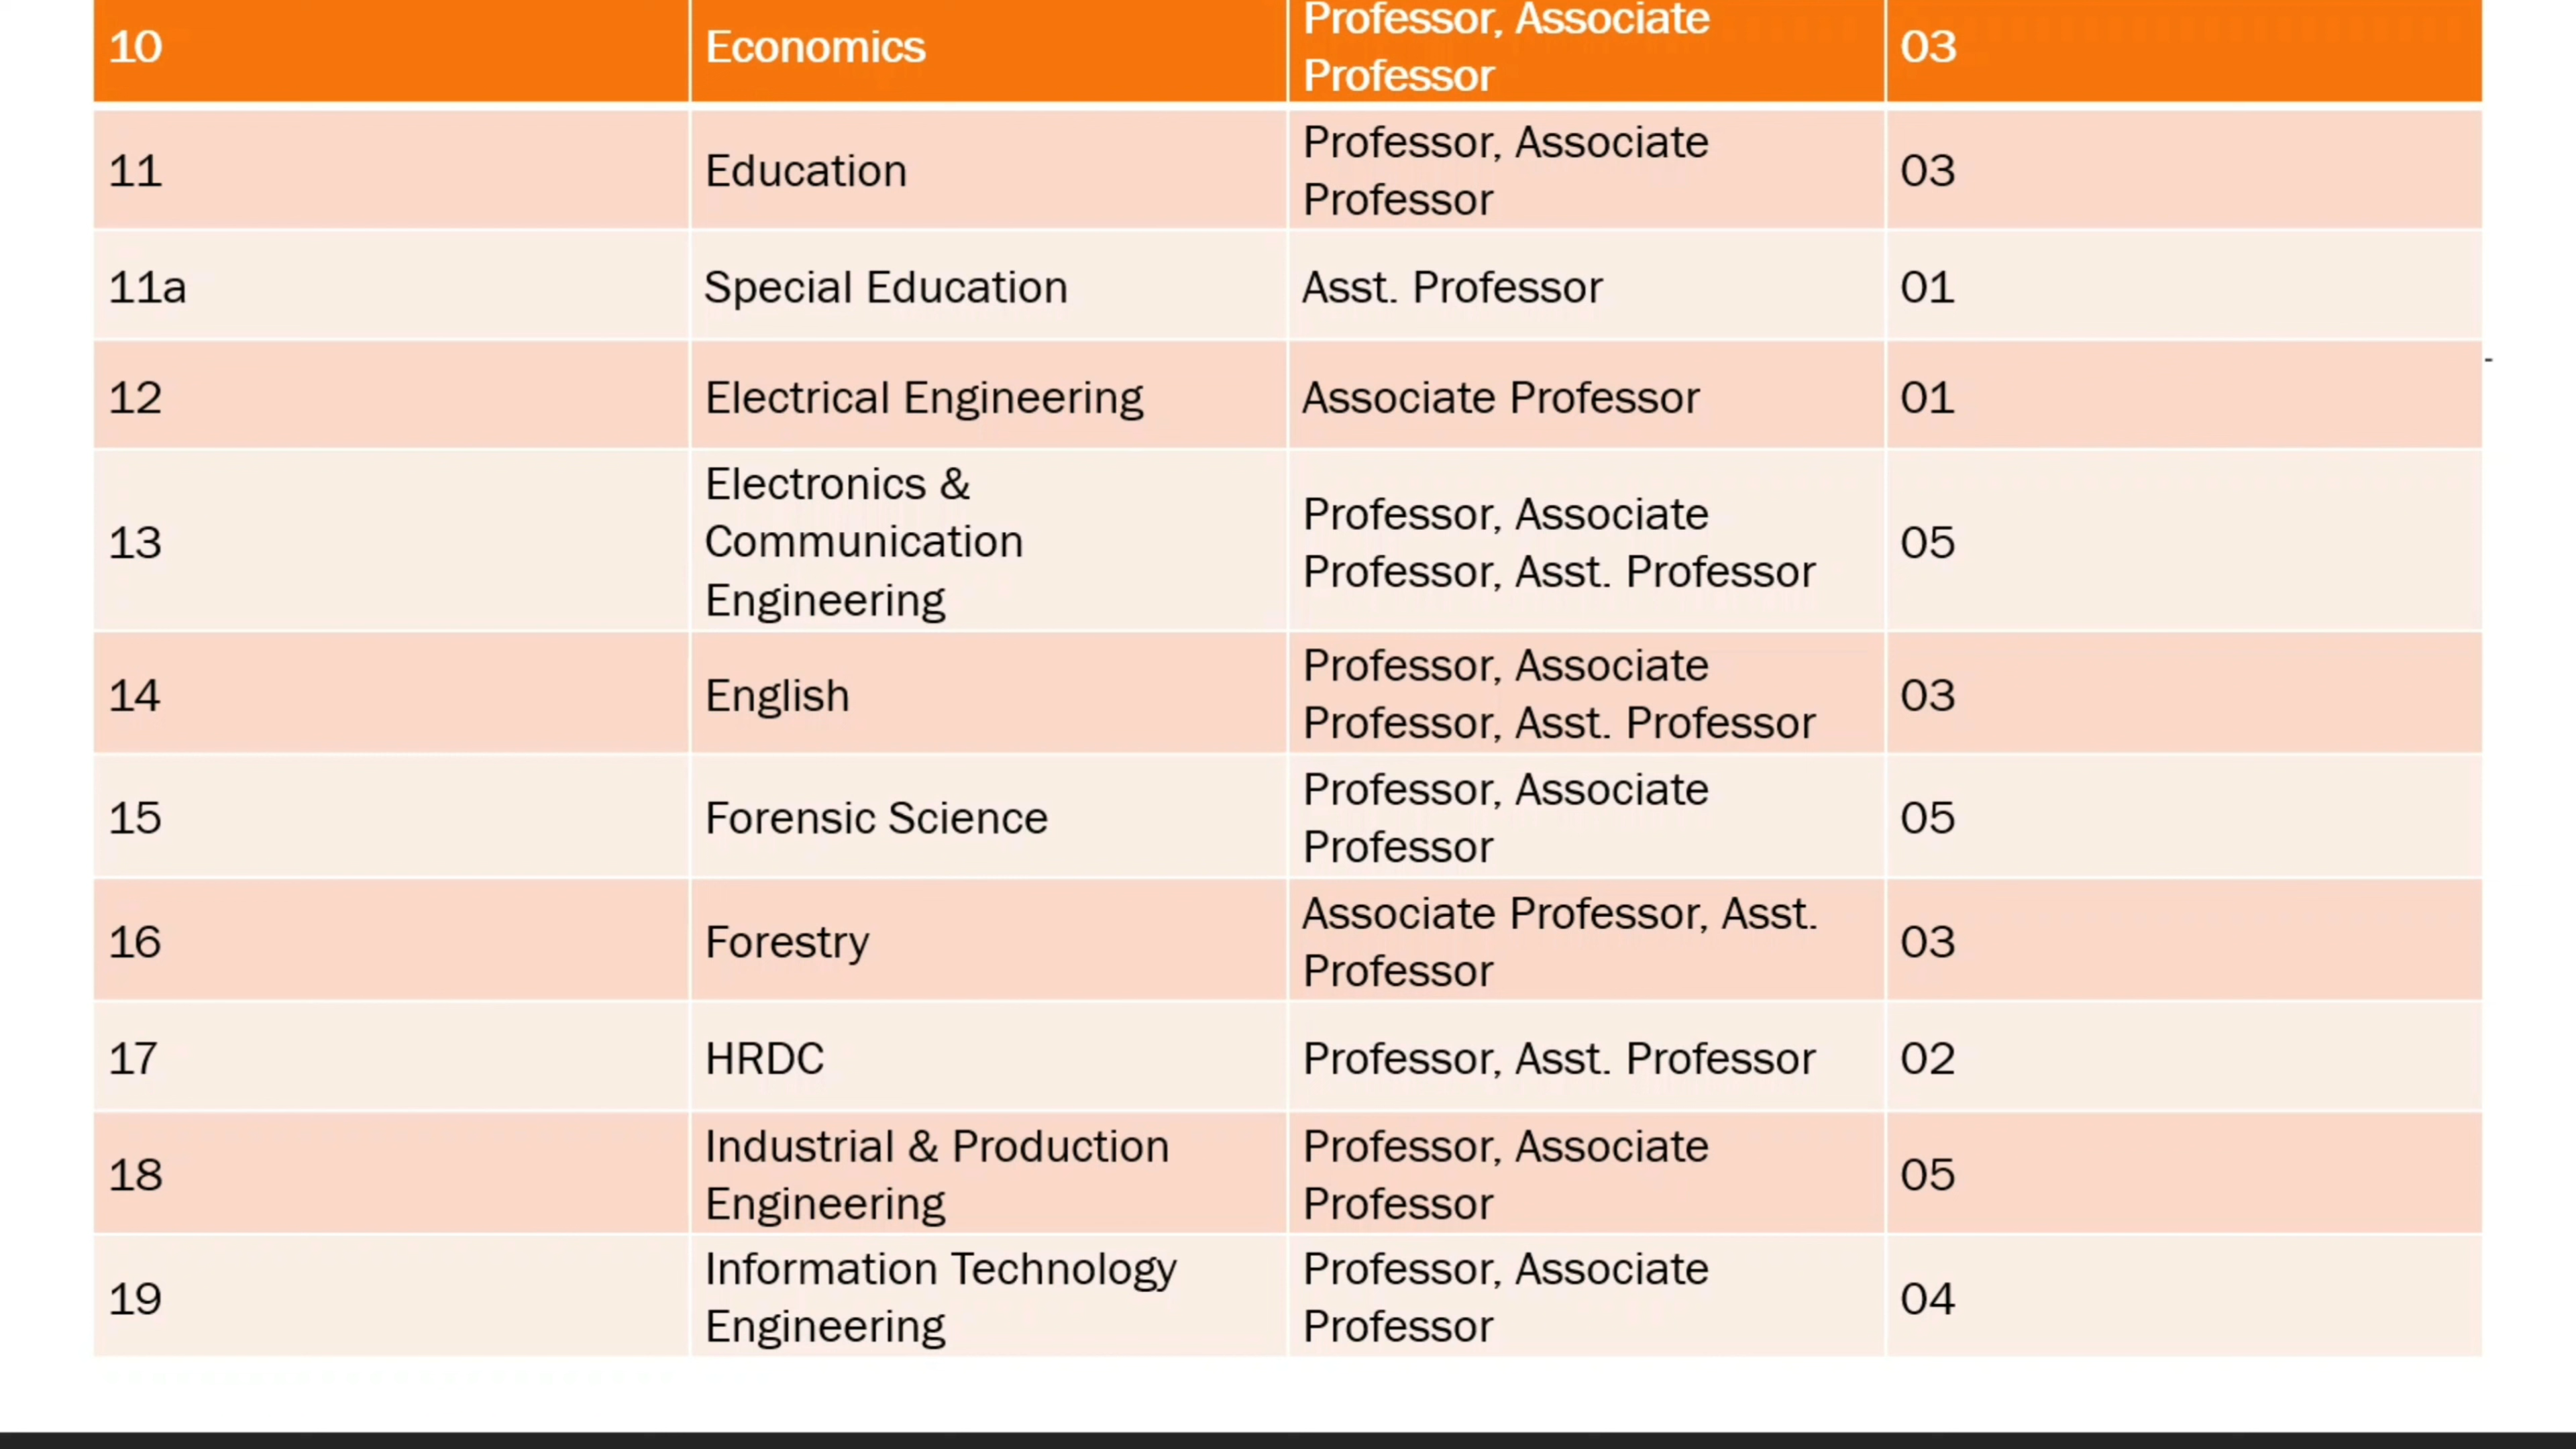 10
Economics
Professor, Associate
Professor
03
11
Education
Professor, Associate
Professor
03
11a
Special Education
Asst. Professor
01
12
Electrical Engineering
Associate Professor
01
13
Electronics &
Communication
Engineering
Professor, Associate
Professor, Asst. Professor
05
14
English
Professor, Associate
Professor, Asst. Professor
03
15
Forensic Science
Professor, Associate
Professor
05
16
Forestry
Associate Professor, Asst.
Professor
03
17
HRDC
Professor, Asst. Professor
02
18
Industrial & Production
Engineering
Professor, Associate
Professor
05
19
Information Technology
Engineering
Professor, Associate
Professor
04